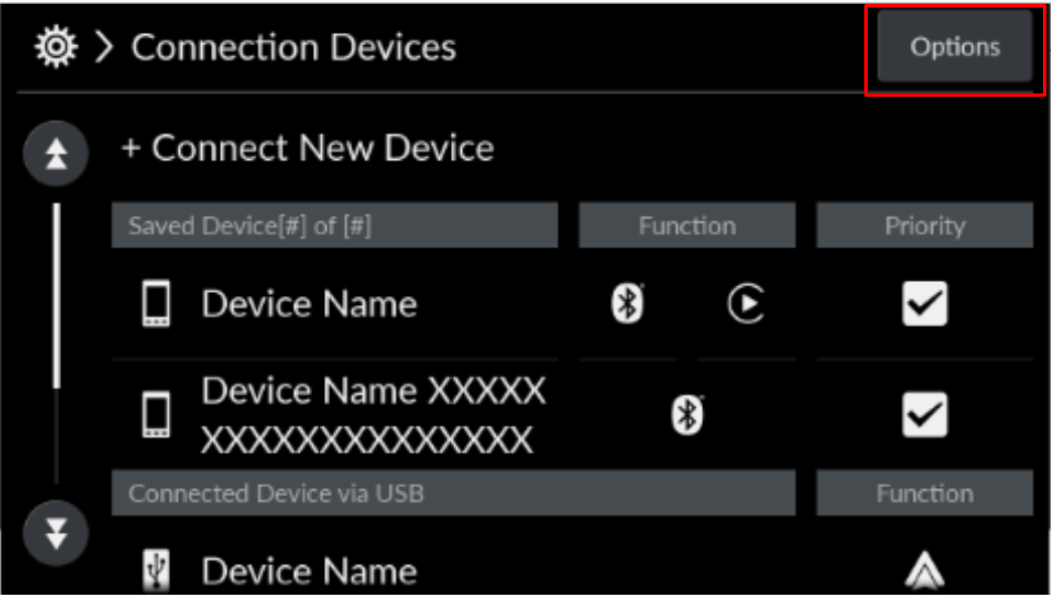 Connection Devices
Options
+ Connect New Device
Saved Device[#] of [#]
Function
Priority
Device Name
Device Name XXXXX
XXXXXXXXXXXXXX
Connected Device via USB
Function
Device Name